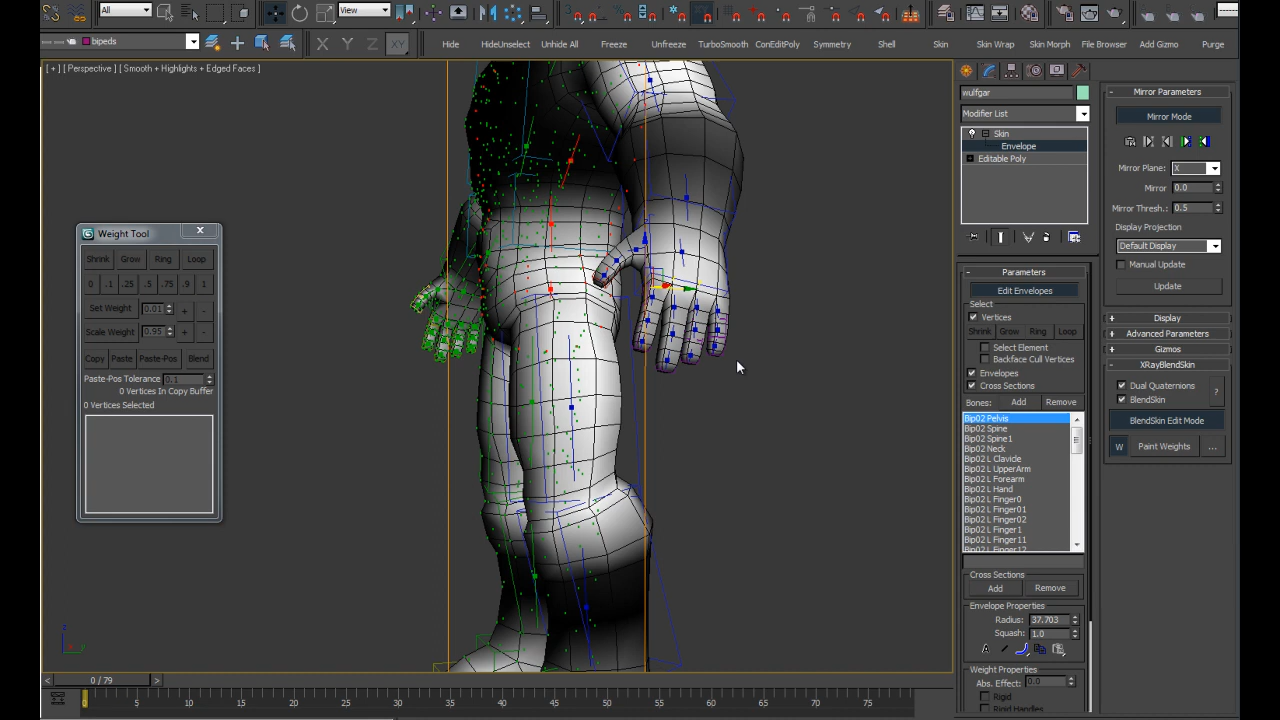 All
View
bipeds
X Y Z XY
Hide HideUnselect Unhide All Freeze Unfreeze TurboSmooth ConEditPoly Symmetry Shell Skin Skin Wrap Skin Morph File Browser Add Gizmo Purge
[ + ] [ Perspective ] [ Smooth + Highlights + Edged Faces ]
Weight Tool
Shrink Grow Ring Loop
0 .1 .25 .5 .75 .9 1
Set Weight 0.01 + -
Scale Weight 0.95 + -
Copy Paste Paste-Pos Blend
Paste-Pos Tolerance 0.1
0 Vertices In Copy Buffer
0 Vertices Selected
wulfgar
Modifier List
Skin
Envelope
Editable Poly
- Parameters
Edit Envelopes
Select
Vertices
Shrink Grow Ring Loop
Select Element
Backface Cull Vertices
Envelopes
Cross Sections
Bones: Add Remove
Bip02 Pelvis
Bip02 Spine
Bip02 Spine1
Bip02 Neck
Bip02 L Clavicle
Bip02 L UpperArm
Bip02 L Forearm
Bip02 L Hand
Bip02 L Finger0
Bip02 L Finger01
Bip02 L Finger02
Bip02 L Finger1
Bip02 L Finger11
Bip02 L Finger12
Cross Sections
Add Remove
Envelope Properties
Radius: 37.703
Squash: 1.0
A
Weight Properties
Abs. Effect: 0.0
Rigid
Rigid Handles
- Mirror Parameters
Mirror Mode
Mirror Plane: X
Mirror 0.0
Mirror Thresh.: 0.5
Display Projection
Default Display
Manual Update
Update
+ Display
+ Advanced Parameters
+ Gizmos
- XRayBlendSkin
Dual Quaternions
?
BlendSkin
BlendSkin Edit Mode
W Paint Weights ...
z
y
< 0 / 79 >
0 5 10 15 20 25 30 35 40 45 50 55 60 65 70 75